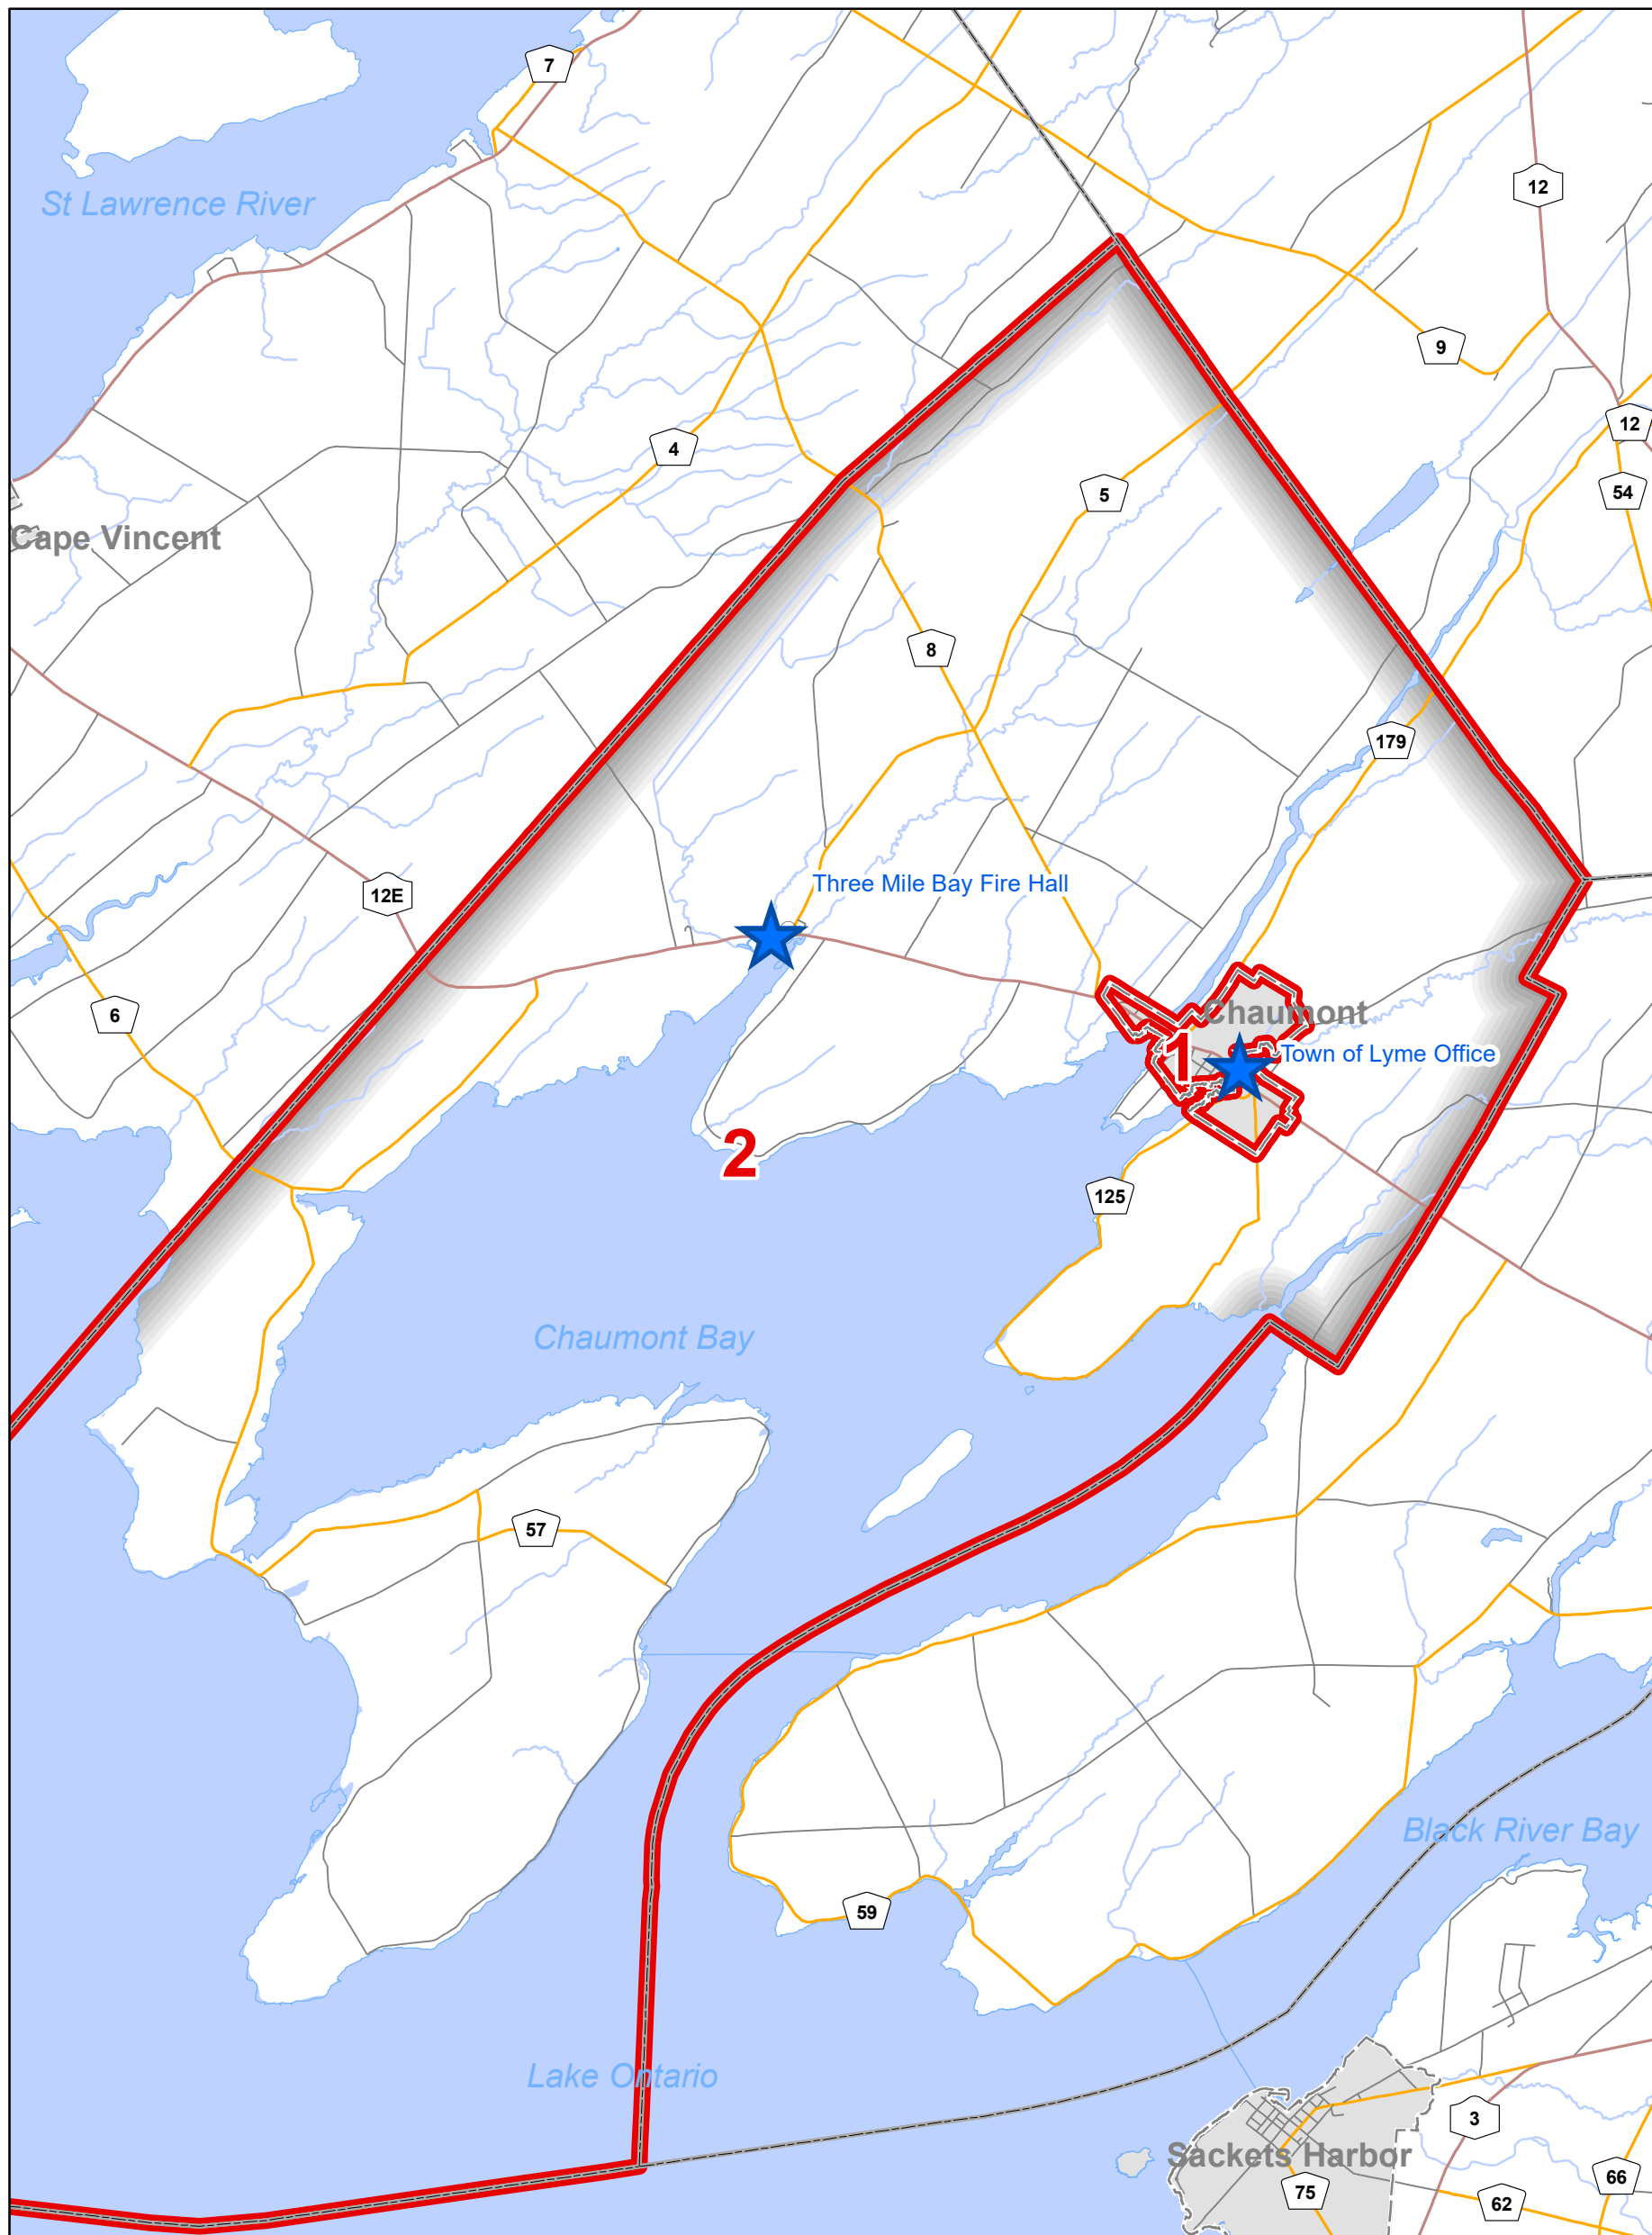 7
St Lawrence River
12
9
12
4
5
54
Cape Vincent
8
179
Three Mile Bay Fire Hall
12E
6
Chaumont
1
Town of Lyme Office
2
125
Chaumont Bay
57
Black River Bay
59
Lake Ontario
3
Sackets Harbor
66
75
62